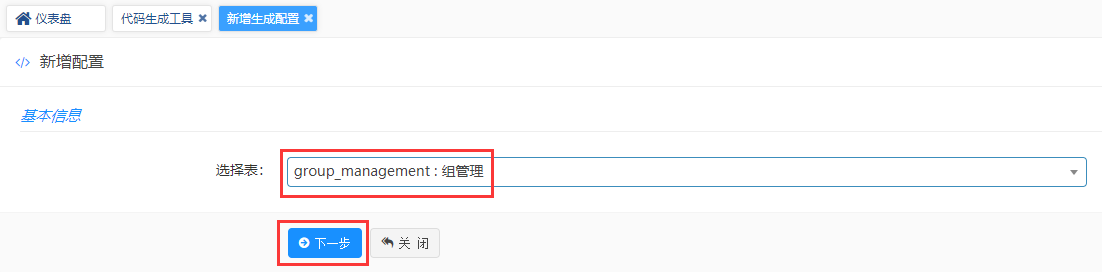 仪表盘 代码生成工具 新增生成配置
新增配置
基本信息
选择表： group_management : 组管理
下一步 关 闭